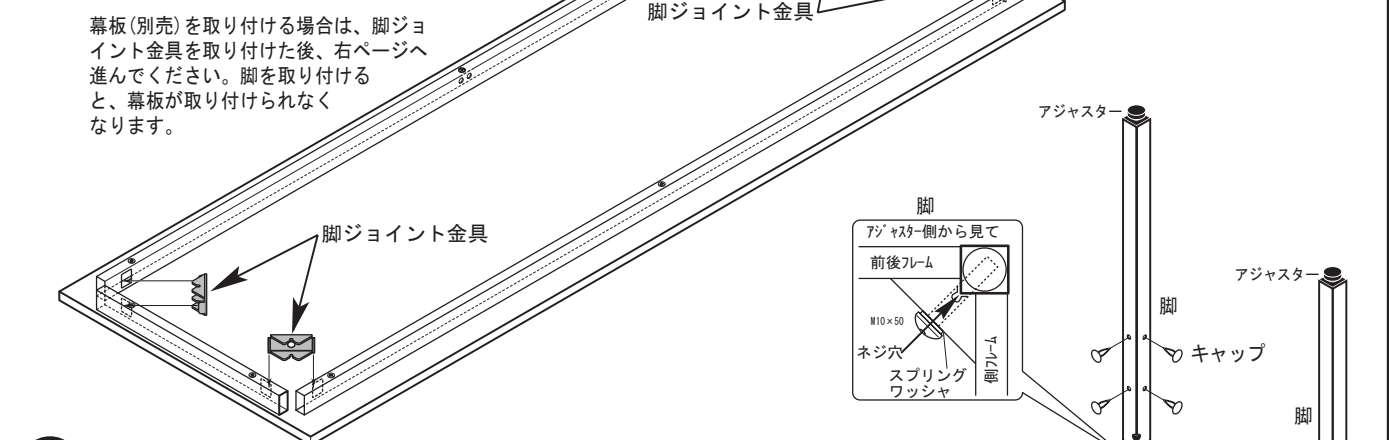 幕板(別売)を取り付ける場合は、脚ジョ
イント金具を取り付けた後、右ページへ
進んでください。脚を取り付ける
と、幕板が取り付けられなく
なります。
脚ジョイント金具
脚ジョイント金具
アジャスター
脚
アジャスター側から見て
前後フレーム
M10×50
ネジ穴
スプリング
ワッシャ
側フレーム
脚
キャップ
アジャスター
脚